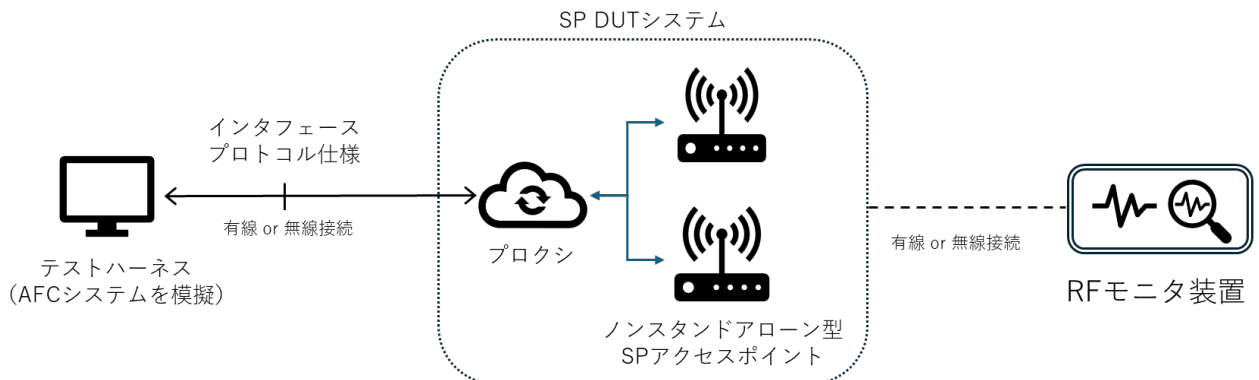 SP DUTシステム
インタフェース
プロトコル仕様
有線 or 無線接続
テストハーネス
（AFCシステムを模擬）
プロクシ
ノンスタンドアローン型
SPアクセスポイント
有線 or 無線接続
RFモニタ装置